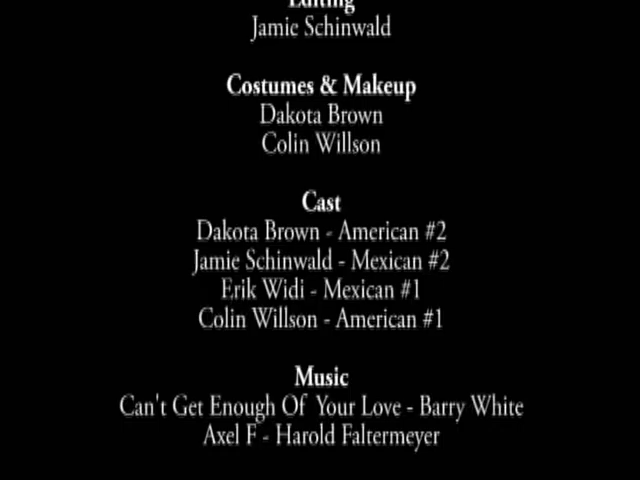 Editing
Jamie Schinwald
Costumes & Makeup
Dakota Brown
Colin Willson
Cast
Dakota Brown - American #2
Jamie Schinwald - Mexican #2
Erik Widi - Mexican #1
Colin Willson - American #1
Music
Can't Get Enough Of Your Love - Barry White
Axel F - Harold Faltermeyer